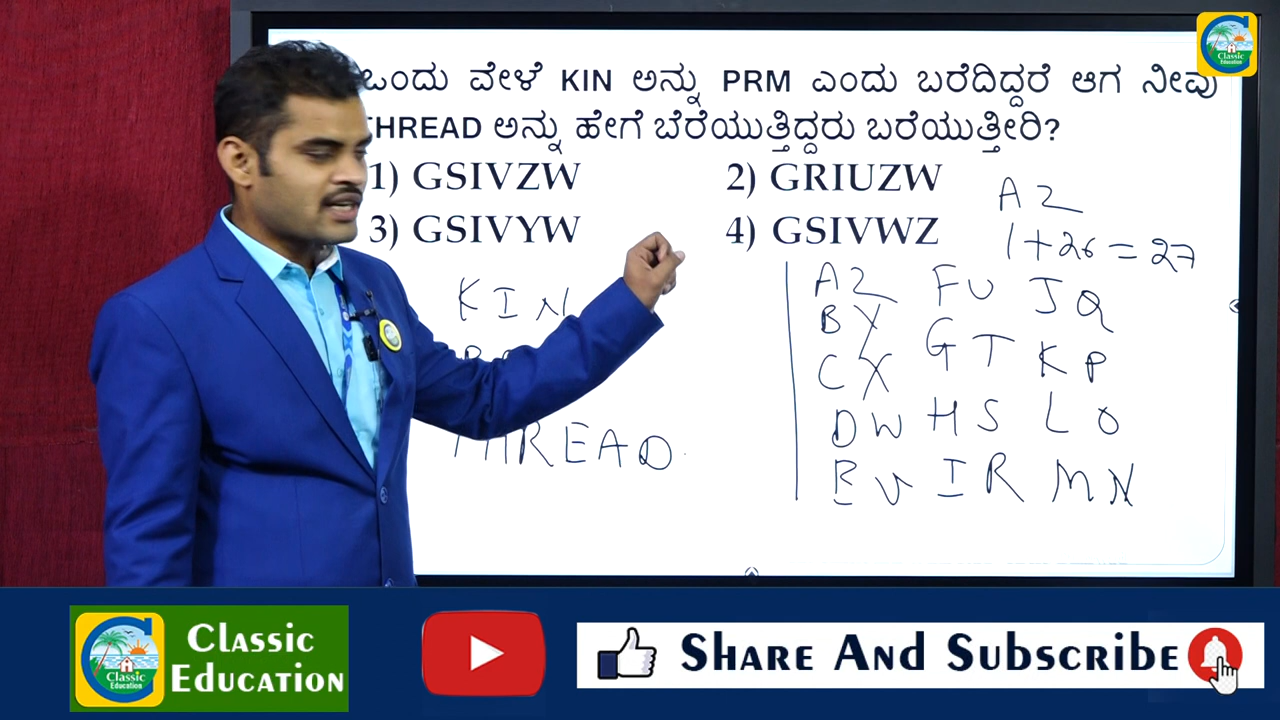 ಒಂದು ವೇಳೆ KIN ಅನ್ನು PRM ಎಂದು ಬರೆದಿದ್ದರೆ ಆಗ ನೀವು
THREAD ಅನ್ನು ಹೇಗೆ ಬೆರೆಯುತ್ತಿದ್ದರು ಬರೆಯುತ್ತೀರಿ?
1) GSIVZW 2) GRIUZW
3) GSIVYW 4) GSIVWZ
A Z
1+26=27
KIN
THREAD
AZ FU JQ
BY GT KP
CX HS LO
DW IR MN
EV
Classic
Education
Classic
Education
Classic
Education
Share And Subscribe